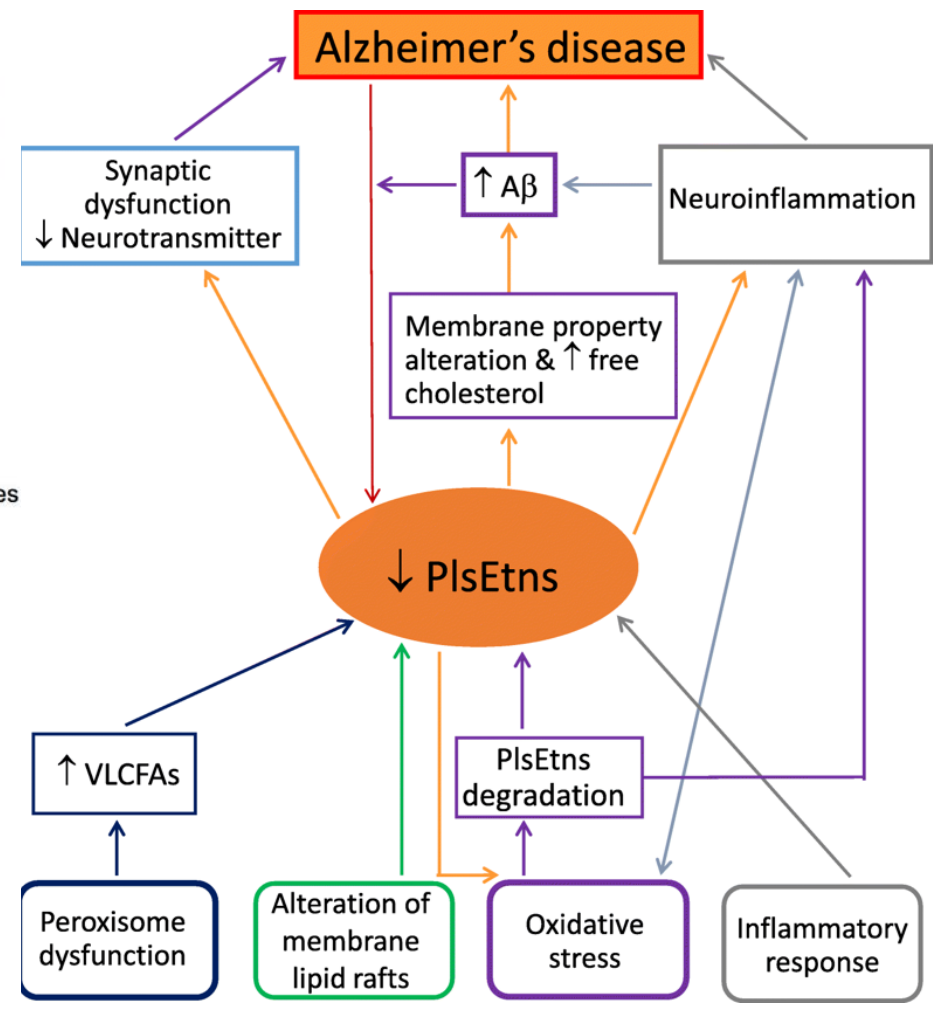 Alzheimer’s disease
Synaptic
dysfunction
↓ Neurotransmitter
↑ Aβ
Neuroinflammation
Membrane property
alteration & ↑ free
cholesterol
es
↓ PlsEtns
↑ VLCFAs
PlsEtns
degradation
Peroxisome
dysfunction
Alteration of
membrane
lipid rafts
Oxidative
stress
Inflammatory
response